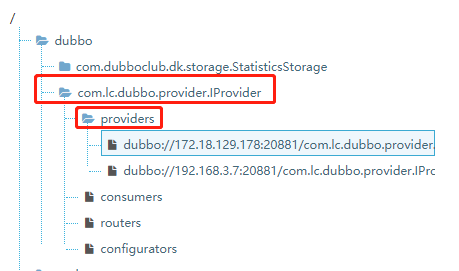 /
dubbo
com.dubboclub.dk.storage.StatisticsStorage
com.lc.dubbo.provider.IProvider
providers
dubbo://172.18.129.178:20881/com.lc.dubbo.provider.
dubbo://192.168.3.7:20881/com.lc.dubbo.provider.IPro
consumers
routers
configurators